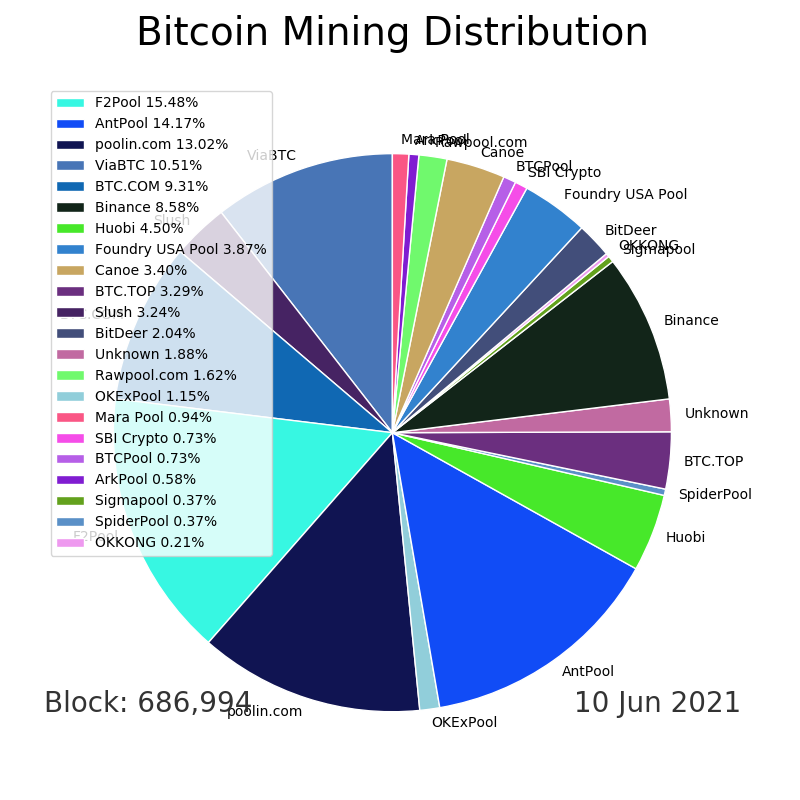 Bitcoin Mining Distribution
F2Pool 15.48%
AntPool 14.17%
poolin.com 13.02%
ViaBTC 10.51%
BTC.COM 9.31%
Binance 8.58%
Huobi 4.50%
Foundry USA Pool 3.87%
Canoe 3.40%
BTC.TOP 3.29%
Slush 3.24%
BitDeer 2.04%
Unknown 1.88%
Rawpool.com 1.62%
OKExPool 1.15%
Mara Pool 0.94%
SBI Crypto 0.73%
BTCPool 0.73%
ArkPool 0.58%
Sigmapool 0.37%
SpiderPool 0.37%
OKKONG 0.21%
Mara Pool
ArkPool
Rawpool.com
Canoe
BTCPool
SBI Crypto
Foundry USA Pool
BitDeer
OKKONG
Sigmapool
Binance
Unknown
BTC.TOP
SpiderPool
Huobi
AntPool
OKExPool
poolin.com
F2Pool
Slush
ViaBTC
Block: 686,994
10 Jun 2021